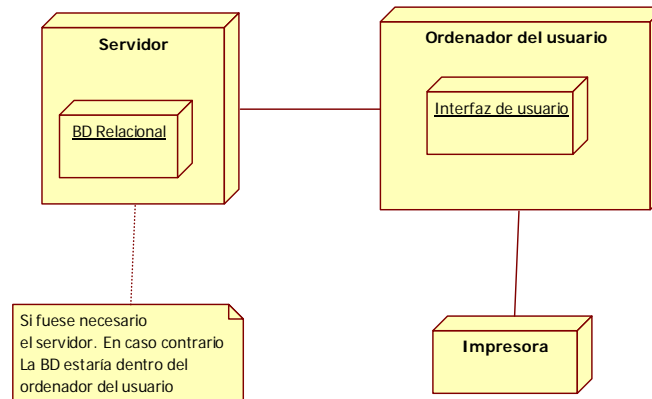 Servidor
Ordenador del usuario
BD Relacional
Interfaz de usuario
Si fuese necesario
el servidor. En caso contrario
La BD estaría dentro del
ordenador del usuario
Impresora